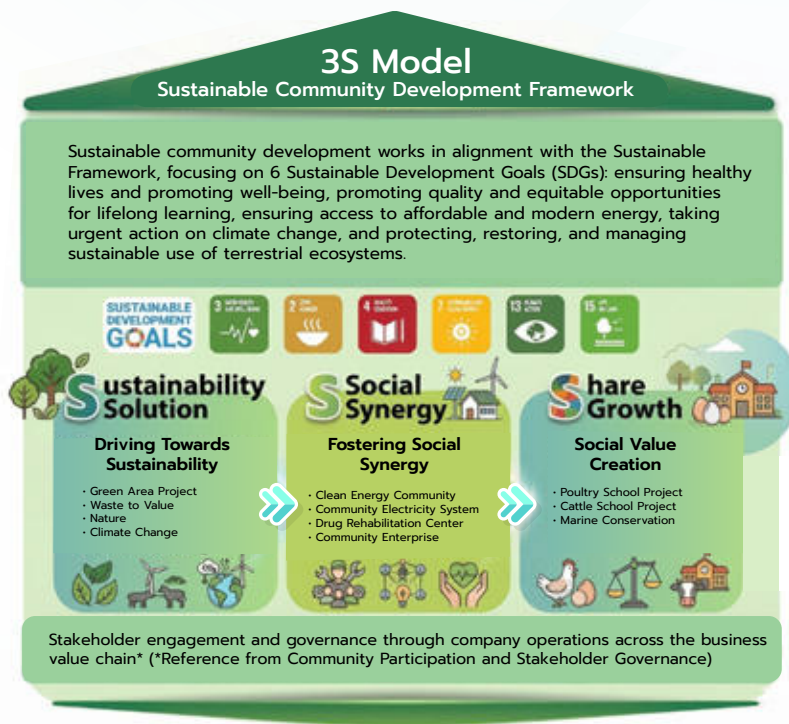 3S Model
Sustainable Community Development Framework
Sustainable community development works in alignment with the Sustainable
Framework, focusing on 6 Sustainable Development Goals (SDGs): ensuring healthy
lives and promoting well-being, promoting quality and equitable opportunities
for lifelong learning, ensuring access to affordable and modern energy, taking
urgent action on climate change, and protecting, restoring, and managing
sustainable use of terrestrial ecosystems.
SUSTAINABLE
DEVELOPMENT
GOALS
3
2
4
7
13
15
Sustainability
Solution
Driving Towards
Sustainability
· Green Area Project
· Waste to Value
· Nature
· Climate Change
Social
Synergy
Fostering Social
Synergy
· Clean Energy Community
· Community Electricity System
· Drug Rehabilitation Center
· Community Enterprise
Share
Growth
Social Value
Creation
· Poultry School Project
· Cattle School Project
· Marine Conservation
Stakeholder engagement and governance through company operations across the business
value chain* (*Reference from Community Participation and Stakeholder Governance)